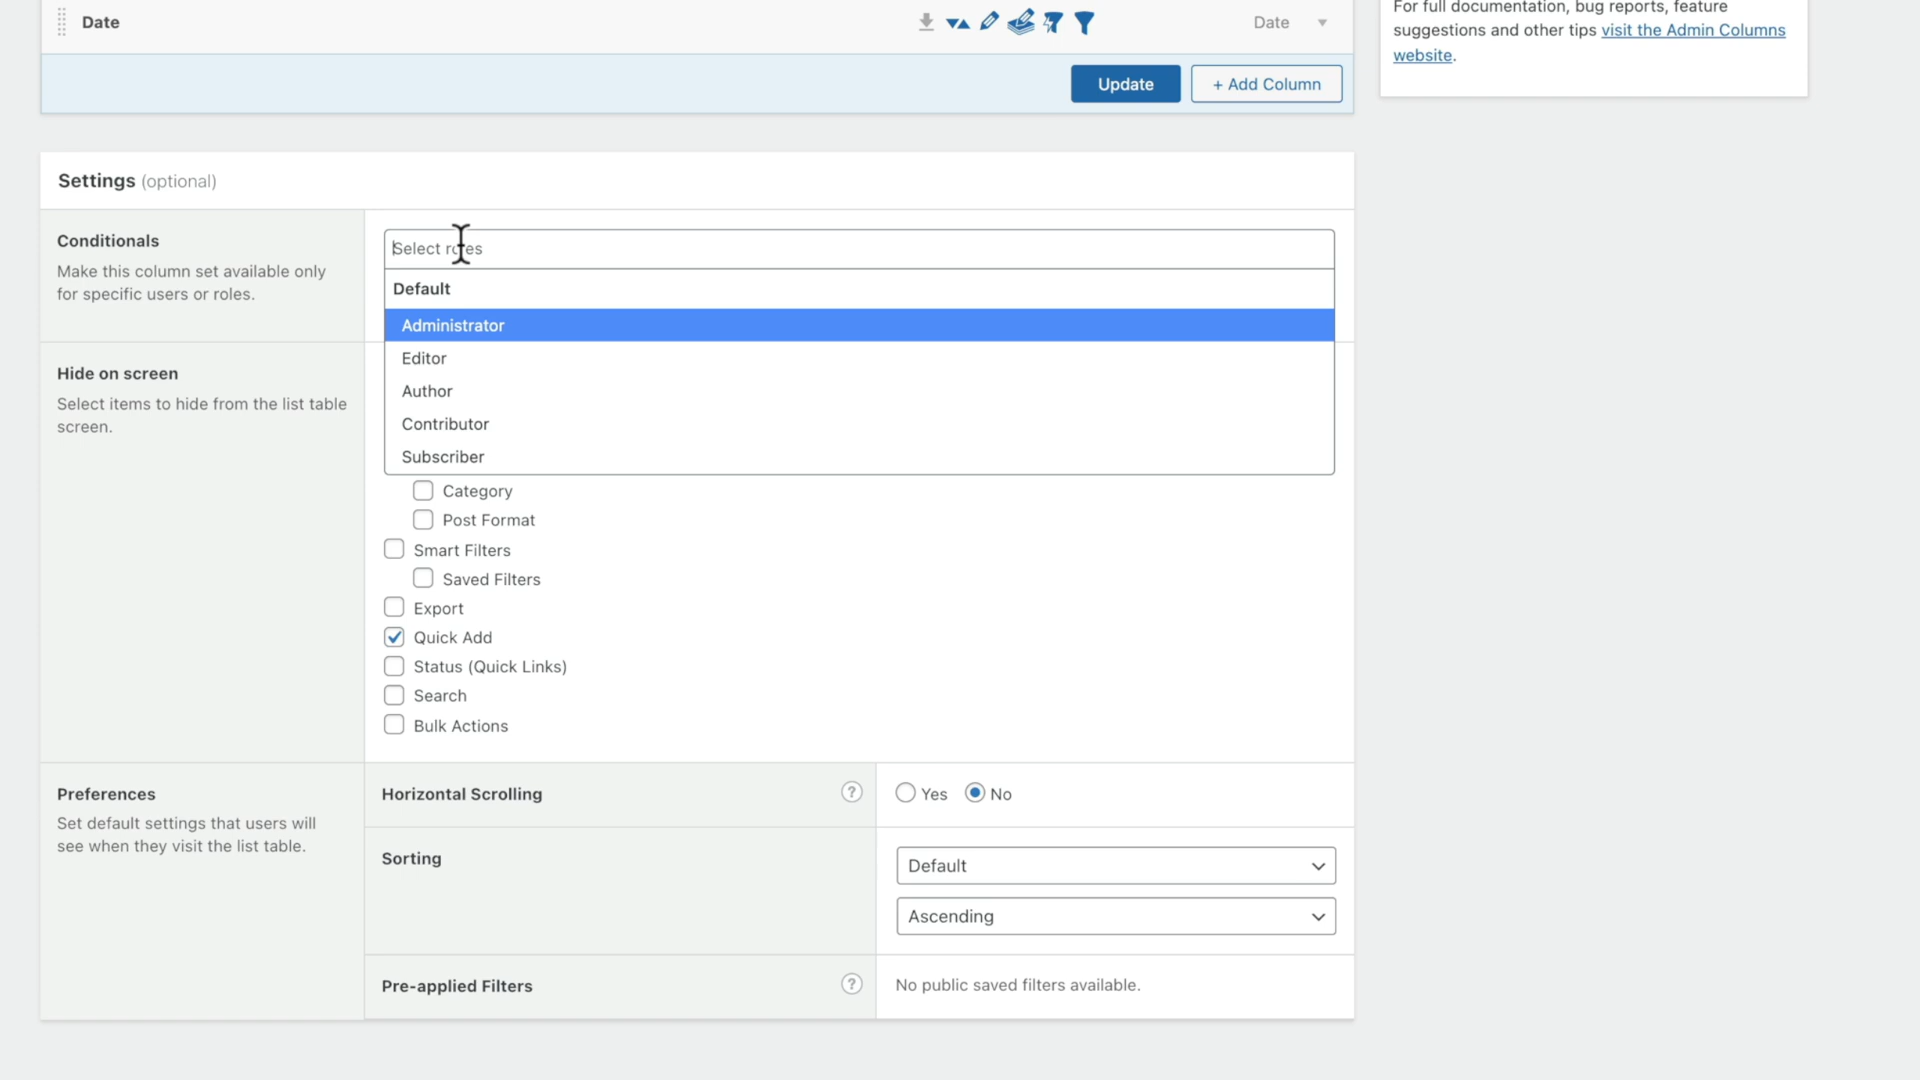 Date
Date
For full documentation, bug reports, feature
suggestions and other tips visit the Admin Columns
website.
Update
+ Add Column
Settings (optional)
Conditionals
Make this column set available only
for specific users or roles.
Select roles
Default
Administrator
Editor
Author
Contributor
Subscriber
Hide on screen
Select items to hide from the list table
screen.
Category
Post Format
Smart Filters
Saved Filters
Export
Quick Add
Status (Quick Links)
Search
Bulk Actions
Preferences
Set default settings that users will
see when they visit the list table.
Horizontal Scrolling
?
Yes
No
Sorting
Default
Ascending
Pre-applied Filters
?
No public saved filters available.